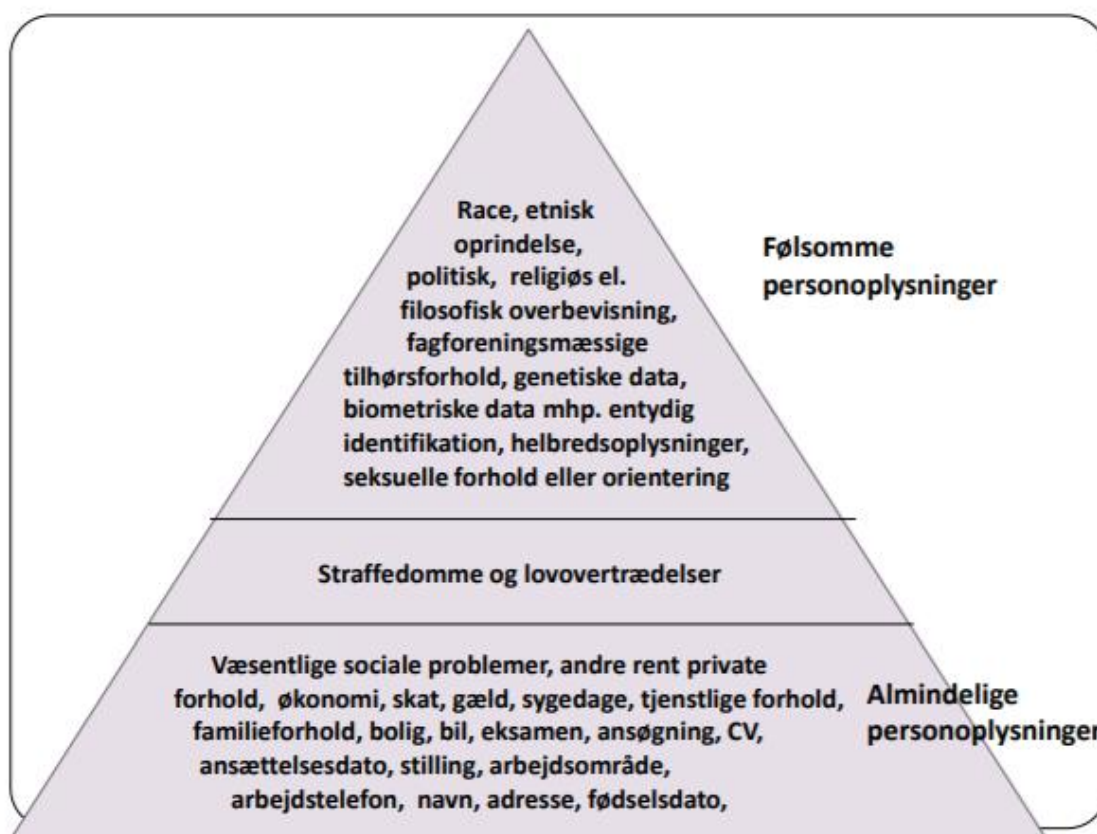 Race, etnisk
oprindelse,
politisk, religiøs el.
filosofisk overbevisning,
fagforeningsmæssige
tilhørsforhold, genetiske data,
biometriske data mhp. entydig
identifikation, helbredsoplysninger,
seksuelle forhold eller orientering
Følsomme
personoplysninger
Straffedomme og lovovertrædelser
Væsentlige sociale problemer, andre rent private
forhold, økonomi, skat, gæld, sygedage, tjenstlige forhold,
familieforhold, bolig, bil, eksamen, ansøgning, CV,
ansættelsesdato, stilling, arbejdsområde,
arbejdstelefon, navn, adresse, fødselsdato,
Almindelige
personoplysninger